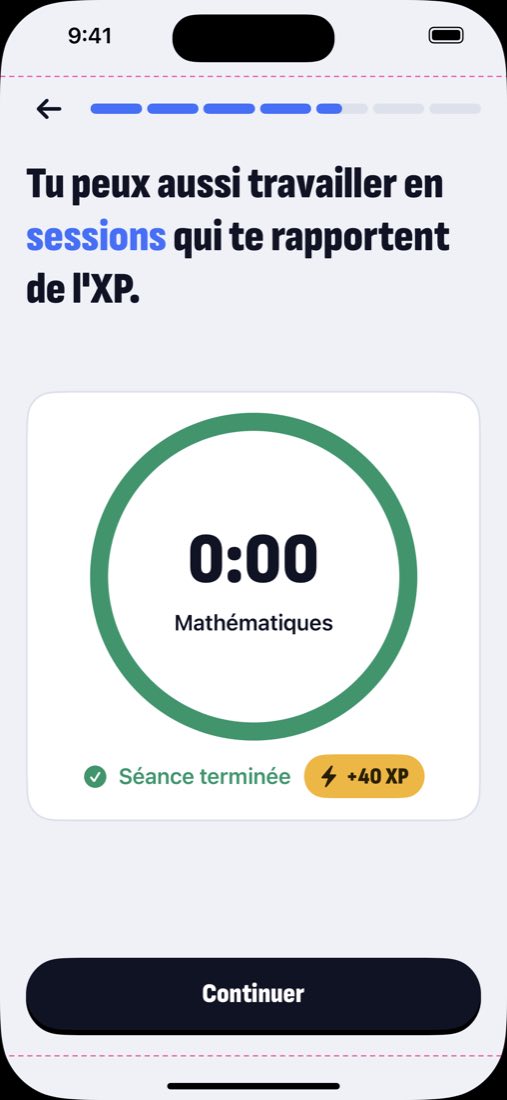 9:41
Tu peux aussi travailler en
sessions qui te rapportent
de l'XP.
0:00
Mathématiques
Séance terminée
+40 XP
Continuer